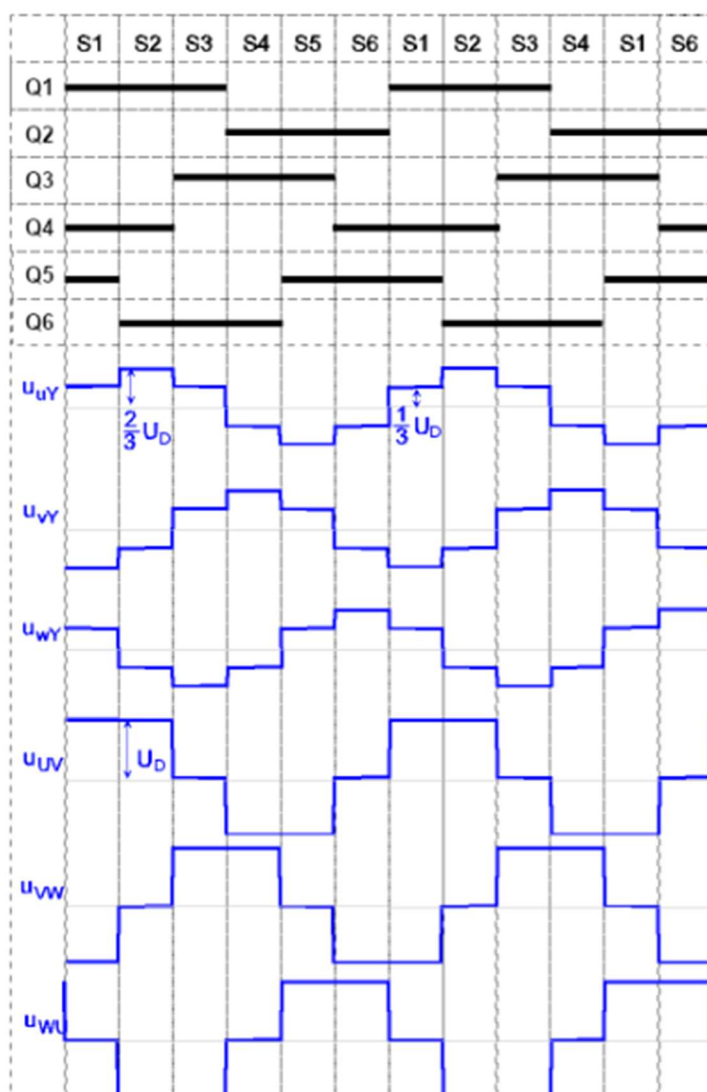 S1 S2 S3 S4 S5 S6 S1 S2 S3 S4 S1 S6
Q1
Q2
Q3
Q4
Q5
Q6
uuY
2/3 UD
1/3 UD
uVY
uWY
uUV
UD
uVW
uWU